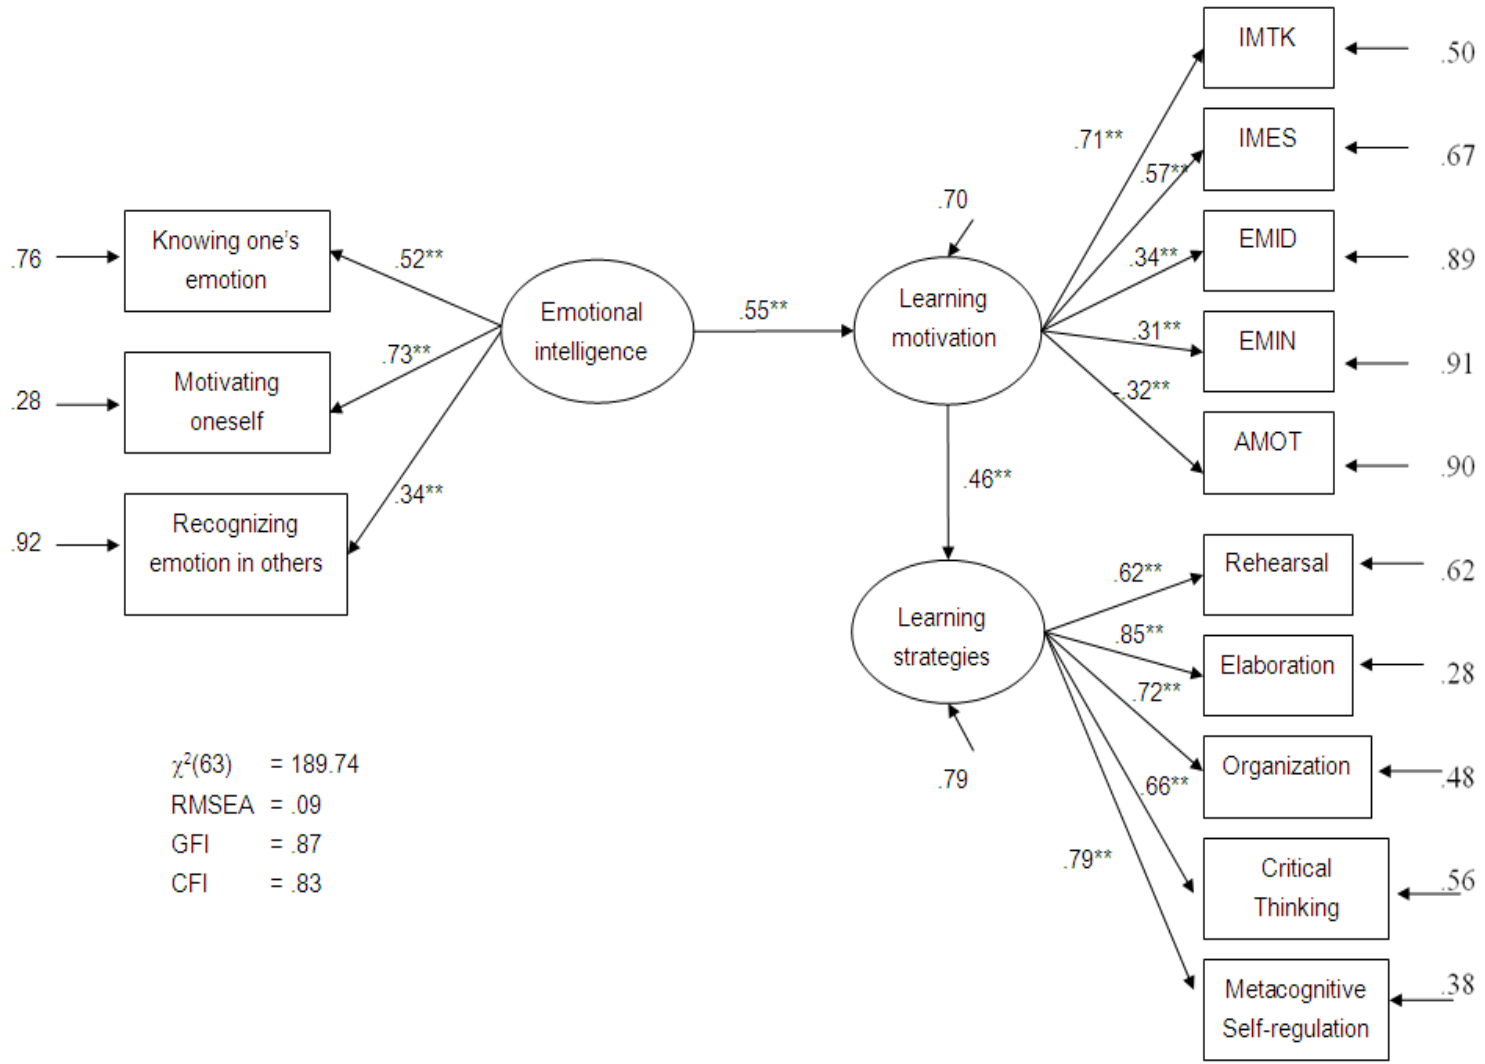 IMTK
.50
.71**
IMES
.67
.57**
.70
EMID
.89
.34**
EMIN
.91
.31**
AMOT
.90
-.32**
Knowing one's
emotion
.76
.52**
Motivating
oneself
.28
.73**
Recognizing
emotion in others
.92
.34**
Emotional
intelligence
.55**
Learning
motivation
.46**
Learning
strategies
.79
Rehearsal
.62
.62**
Elaboration
.28
.85**
Organization
.48
.72**
Critical
Thinking
.56
.66**
Metacognitive
Self-regulation
.38
.79**
χ²(63) = 189.74
RMSEA = .09
GFI = .87
CFI = .83